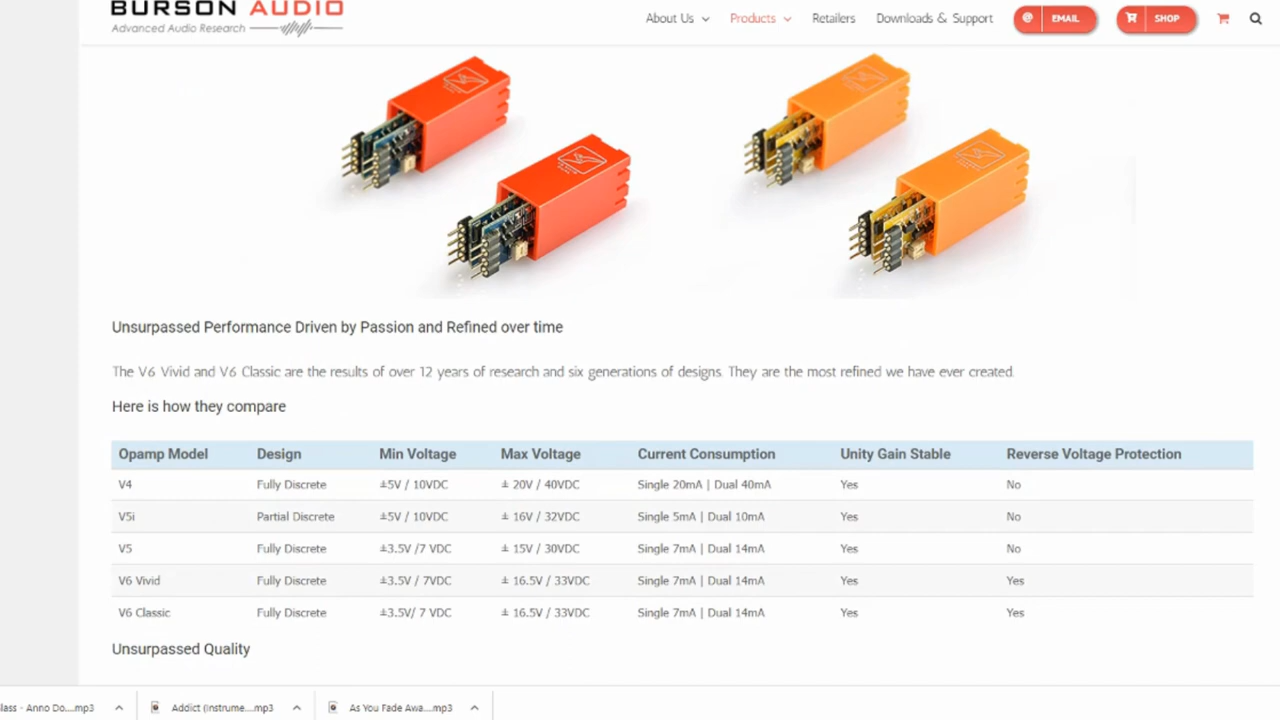 BURSON AUDIO
Advanced Audio Research
About Us Products Retailers Downloads & Support EMAIL SHOP
Unsurpassed Performance Driven by Passion and Refined over time
The V6 Vivid and V6 Classic are the results of over 12 years of research and six generations of designs. They are the most refined we have ever created.
Here is how they compare
Opamp Model Design Min Voltage Max Voltage Current Consumption Unity Gain Stable Reverse Voltage Protection
V4 Fully Discrete ±5V / 10VDC ± 20V / 40VDC Single 20mA | Dual 40mA Yes No
V5i Partial Discrete ±5V / 10VDC ± 16V / 32VDC Single 5mA | Dual 10mA Yes No
V5 Fully Discrete ±3.5V /7 VDC ± 15V / 30VDC Single 7mA | Dual 14mA Yes No
V6 Vivid Fully Discrete ±3.5V / 7VDC ± 16.5V / 33VDC Single 7mA | Dual 14mA Yes Yes
V6 Classic Fully Discrete ±3.5V/ 7 VDC ± 16.5V / 33VDC Single 7mA | Dual 14mA Yes Yes
Unsurpassed Quality
lass - Anno Do....mp3 Addict (Instrume....mp3 As You Fade Awa....mp3